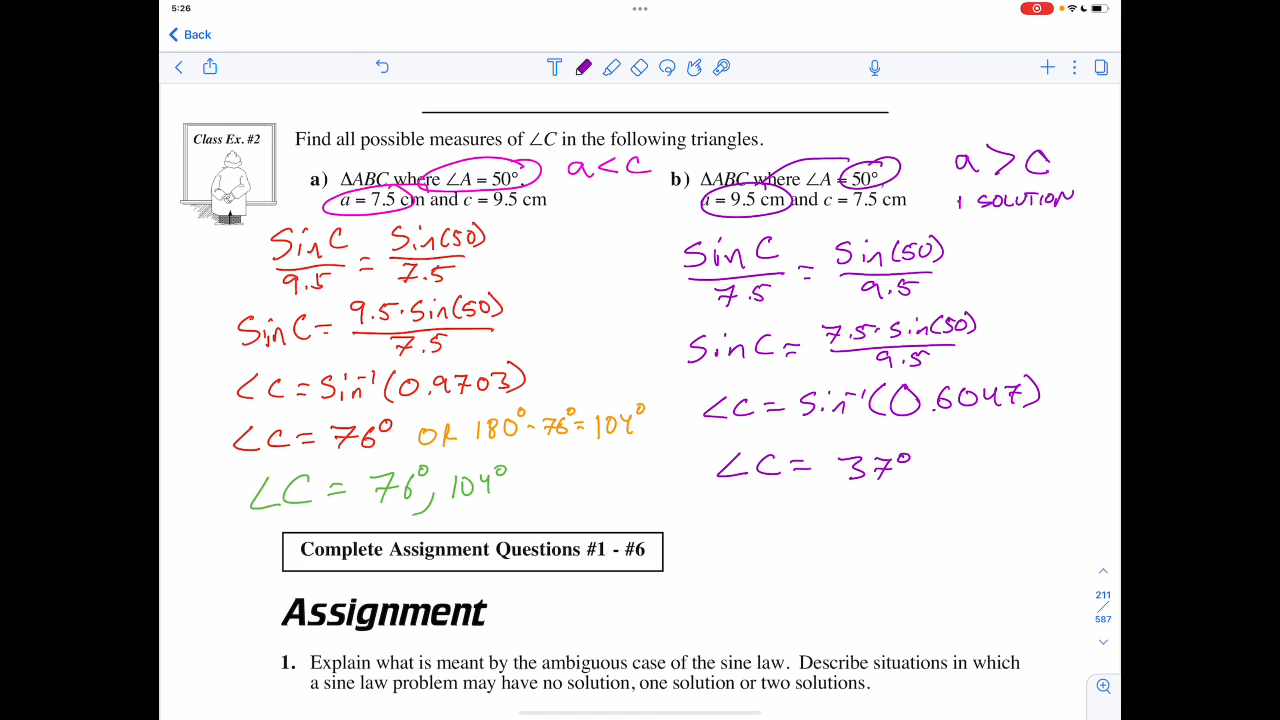 5:26
Back
Class Ex. #2
Find all possible measures of ∠C in the following triangles.
a) ΔABC where ∠A = 50°,
a = 7.5 cm and c = 9.5 cm
a < c
Sin C / 9.5 = Sin(50) / 7.5
Sin C = 9.5 · Sin(50) / 7.5
∠C = Sin⁻¹(0.9703)
∠C = 76° OR 180° - 76° = 104°
∠C = 76°, 104°
b) ΔABC where ∠A = 50°,
a = 9.5 cm and c = 7.5 cm
a > c
1 SOLUTION
Sin C / 7.5 = Sin(50) / 9.5
Sin C = 7.5 · Sin(50) / 9.5
∠C = Sin⁻¹(0.6047)
∠C = 37°
Complete Assignment Questions #1 - #6
Assignment
1. Explain what is meant by the ambiguous case of the sine law. Describe situations in which
a sine law problem may have no solution, one solution or two solutions.
211
587